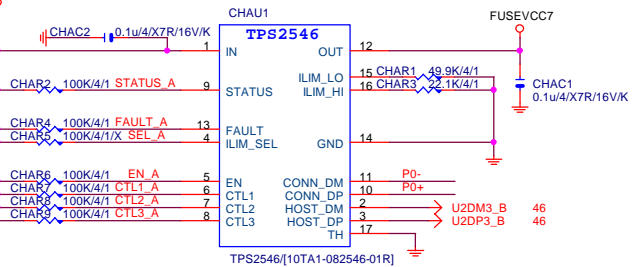 CHAU1
FUSEVCC7
CHAC2 0.1u/4/X7R/16V/K
TPS2546
1 IN OUT 12
CHAR2 100K/4/1 STATUS_A 9 STATUS
ILIM_LO 15 CHAR1 49.9K/4/1
ILIM_HI 16 CHAR3 22.1K/4/1
CHAC1
0.1u/4/X7R/16V/K
CHAR4 100K/4/1 FAULT_A 13 FAULT
CHAR5 100K/4/1/X SEL_A 4 ILIM_SEL GND 14
CHAR6 100K/4/1 EN_A 5 EN CONN_DM 11 P0-
CHAR7 100K/4/1 CTL1_A 6 CTL1 CONN_DP 10 P0+
CHAR8 100K/4/1 CTL2_A 7 CTL2 HOST_DM 2 U2DM3_B 46
CHAR9 100K/4/1 CTL3_A 8 CTL3 HOST_DP 3 U2DP3_B 46
TH 17
TPS2546/[10TA1-082546-01R]